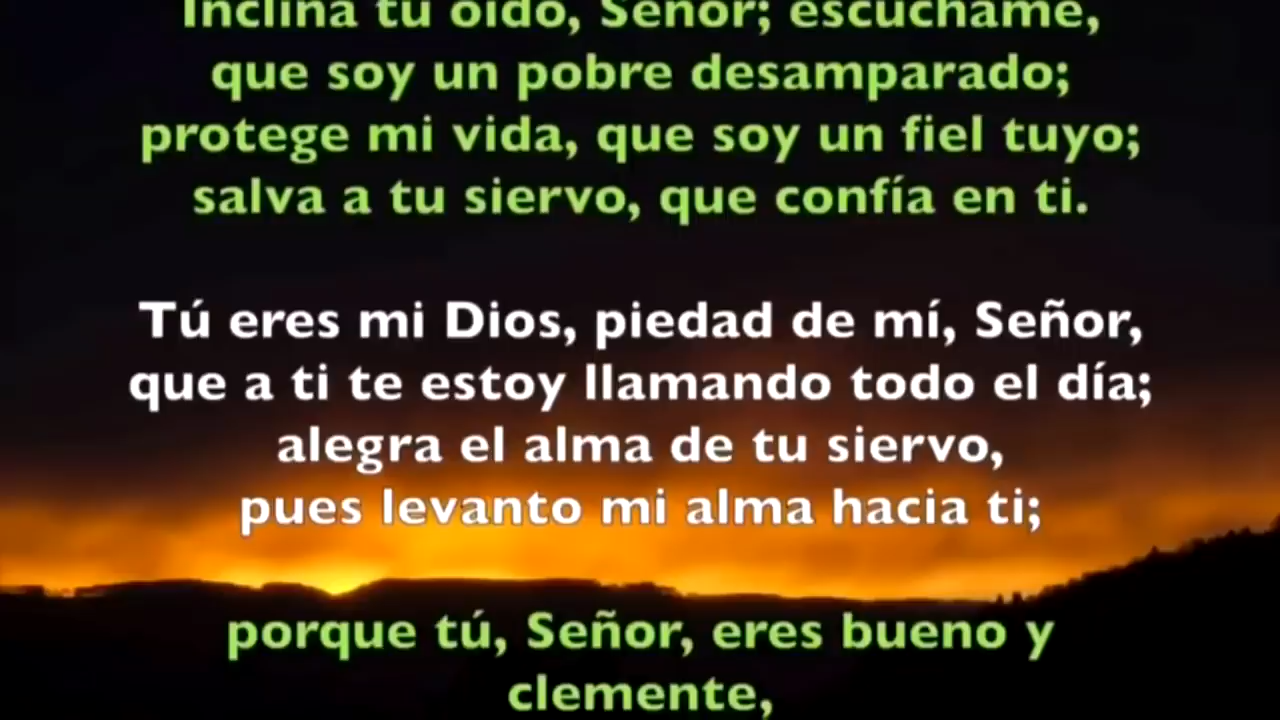 Inclina tu oído, Señor; escúchame,
que soy un pobre desamparado;
protege mi vida, que soy un fiel tuyo;
salva a tu siervo, que confía en ti.
Tú eres mi Dios, piedad de mí, Señor,
que a ti te estoy llamando todo el día;
alegra el alma de tu siervo,
pues levanto mi alma hacia ti;
porque tú, Señor, eres bueno y
clemente,